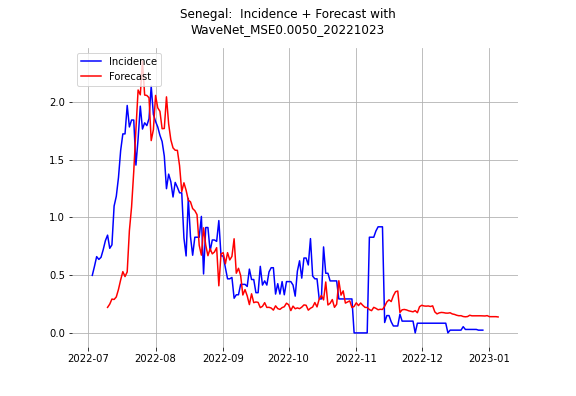 Senegal:  Incidence + Forecast with
WaveNet_MSE0.0050_20221023
Incidence
Forecast
2.0
1.5
1.0
0.5
0.0
2022-07 2022-08 2022-09 2022-10 2022-11 2022-12 2023-01